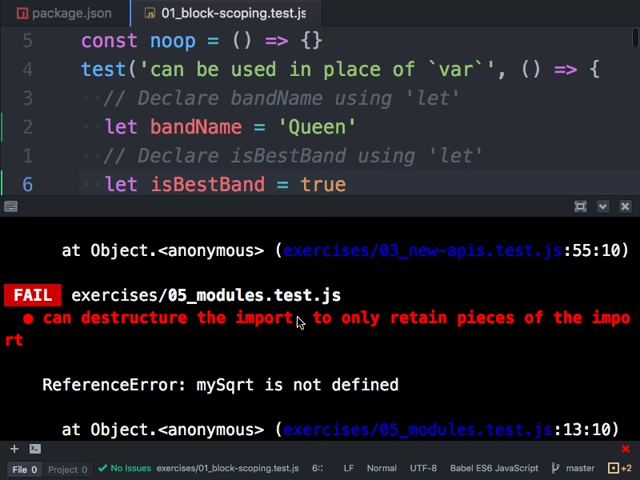 package.json 01_block-scoping.test.js
5 const noop = () => {}
4 test('can be used in place of `var`', () => {
3 // Declare bandName using 'let'
2 let bandName = 'Queen'
1 // Declare isBestBand using 'let'
6 let isBestBand = true
at Object.<anonymous> (exercises/03_new-apis.test.js:55:10)
FAIL exercises/05_modules.test.js
● can destructure the import, to only retain pieces of the impo
rt
ReferenceError: mySqrt is not defined
at Object.<anonymous> (exercises/05_modules.test.js:13:10)
File 0 Project 0 No Issues exercises/01_block-scoping.test.js 6: LF Normal UTF-8 Babel ES6 JavaScript master +2